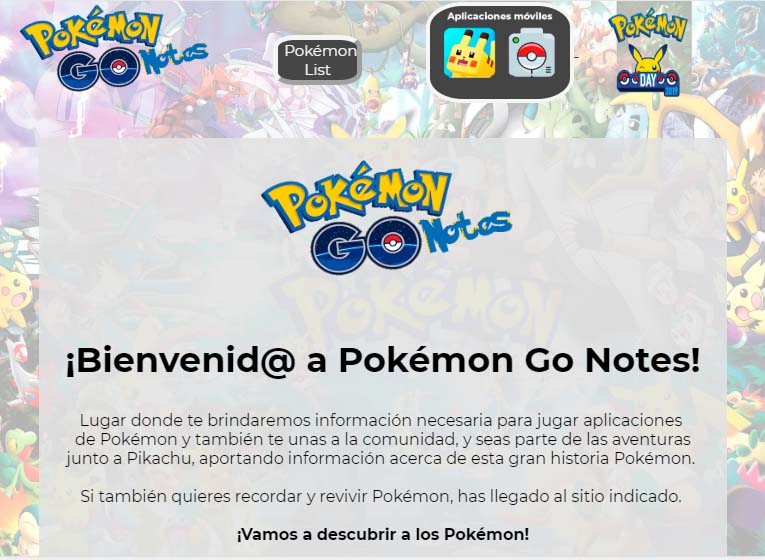 POKÉMON
GO Notes
Pokémon
List
Aplicaciones móviles
POKÉMON
DAY
2019
POKÉMON
GO Notes
POKÉMON
¡Bienvenid@ a Pokémon Go Notes!
Lugar donde te brindaremos información necesaria para jugar aplicaciones
de Pokémon y también te unas a la comunidad, y seas parte de las aventuras
junto a Pikachu, aportando información acerca de esta gran historia Pokémon.
Si también quieres recordar y revivir Pokémon, has llegado al sitio indicado.
¡Vamos a descubrir a los Pokémon!